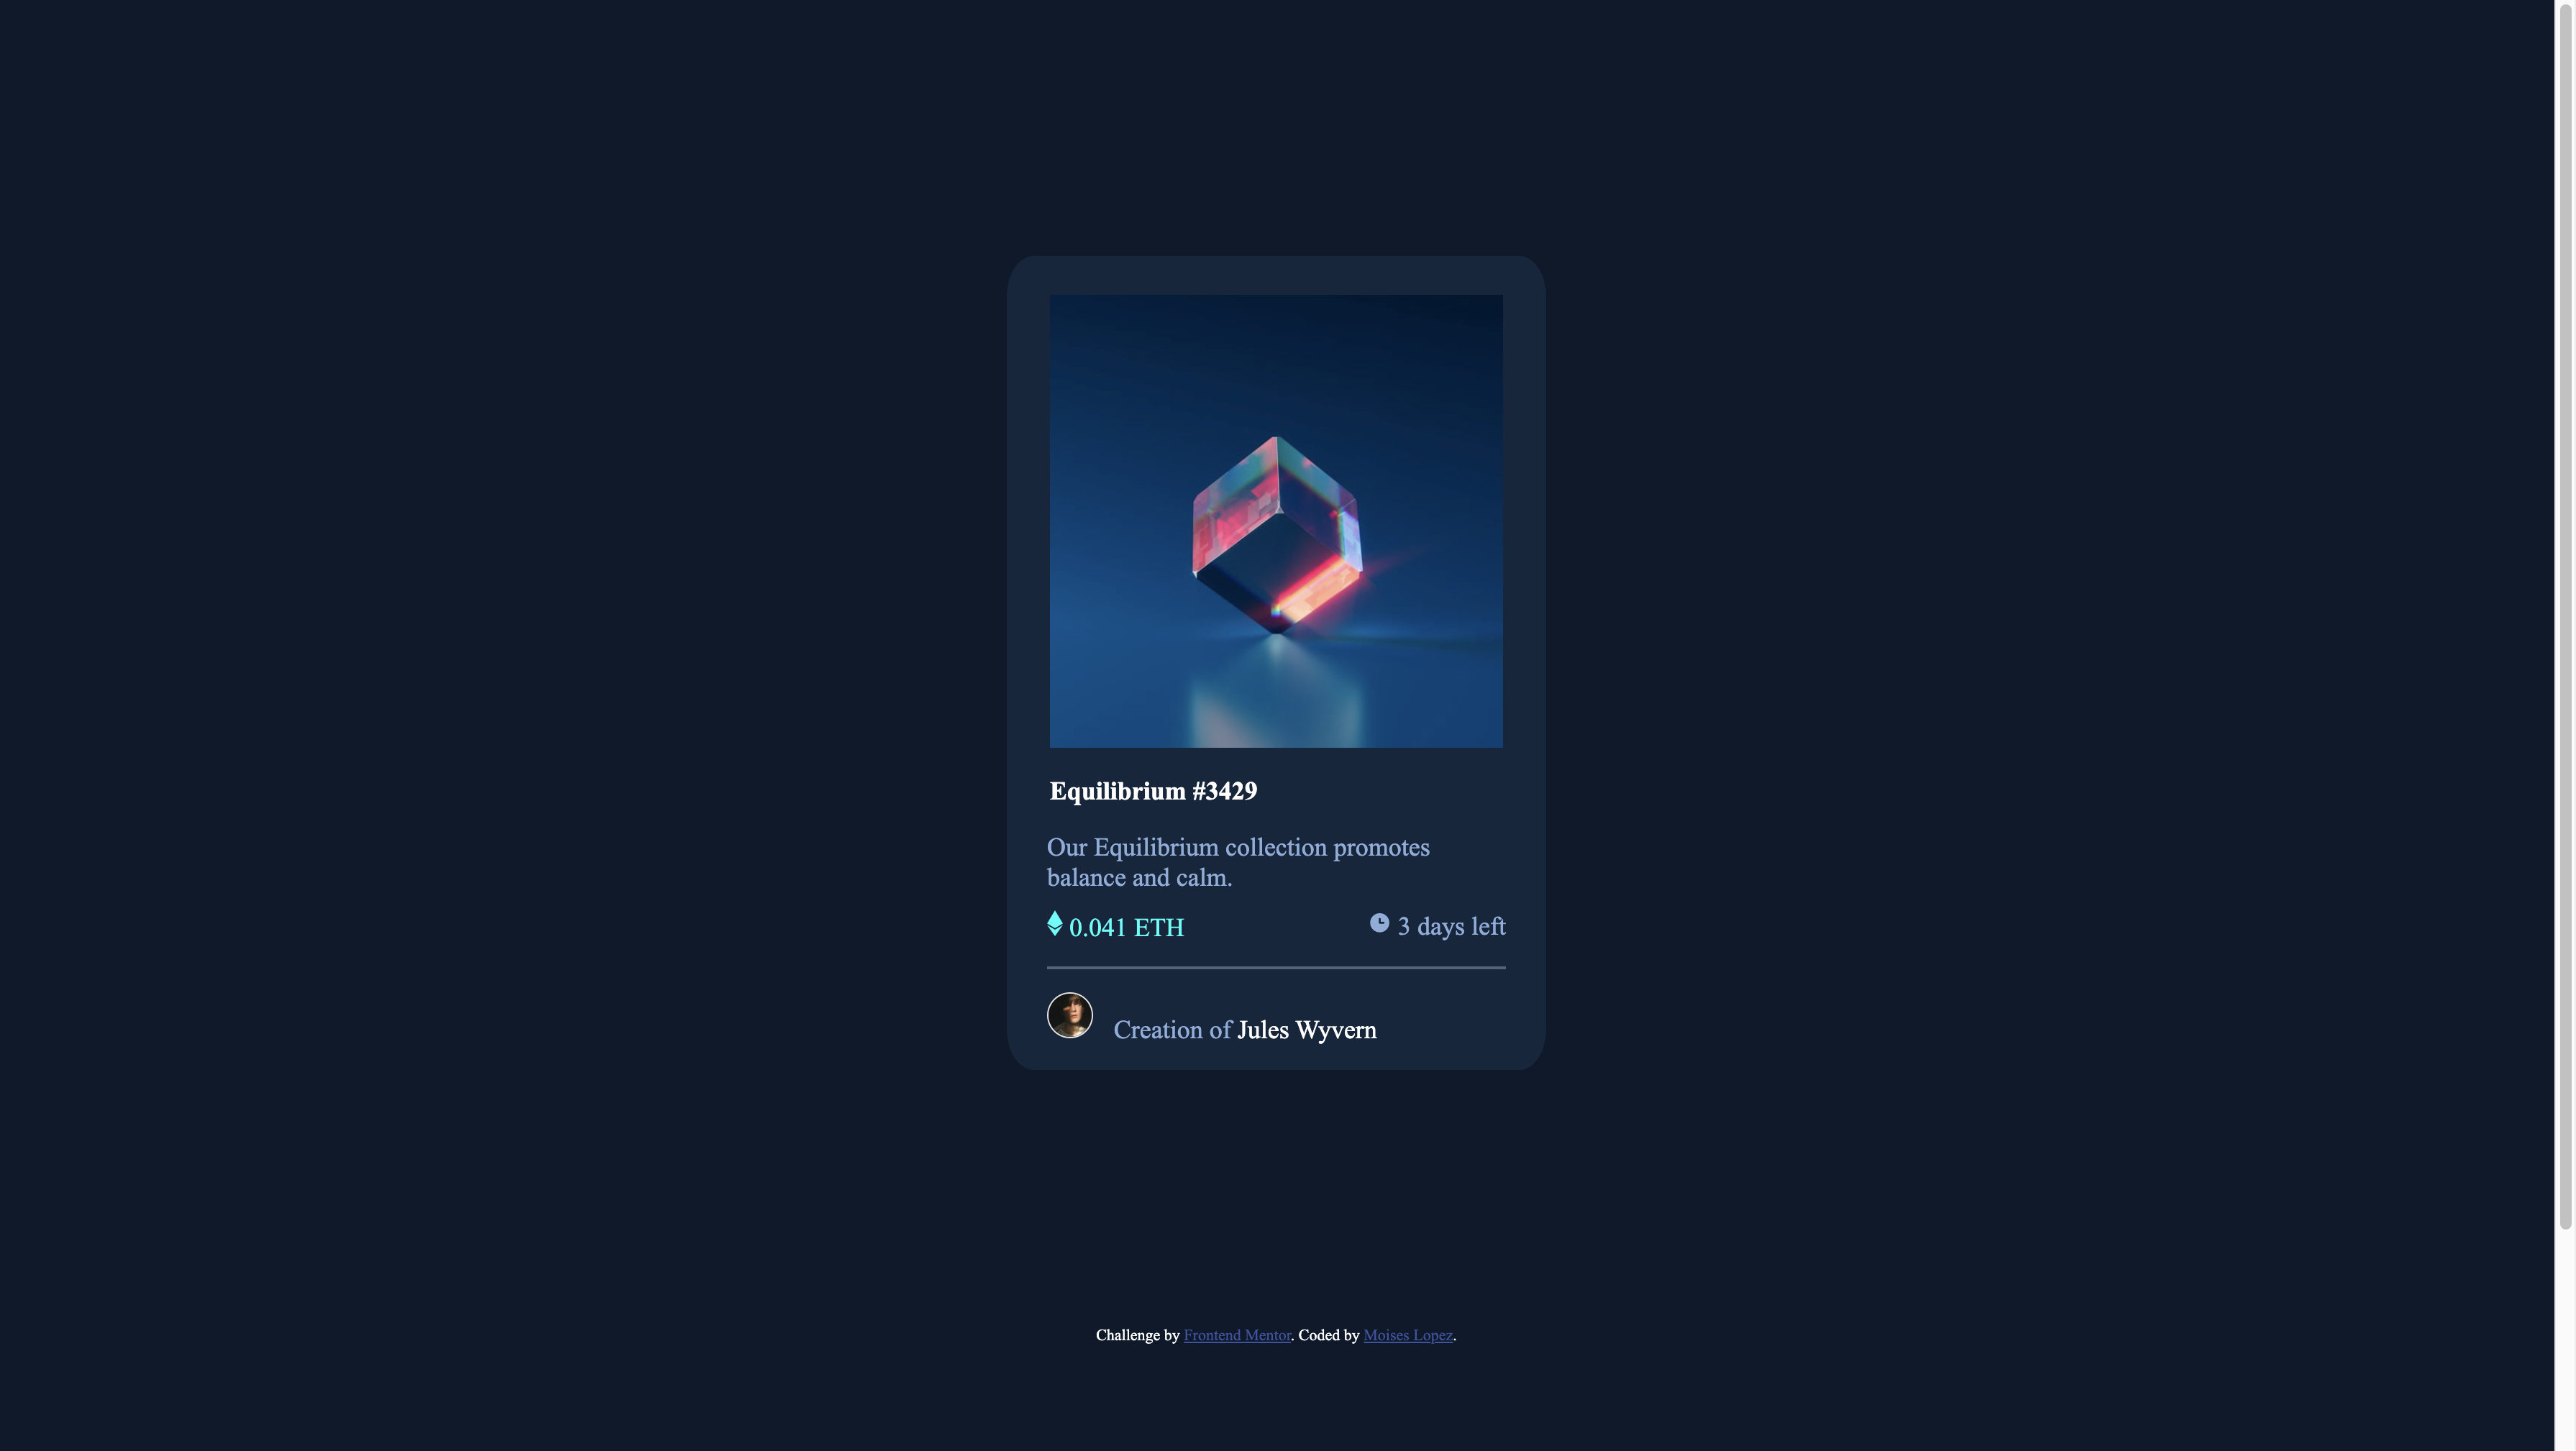 Equilibrium #3429
Our Equilibrium collection promotes
balance and calm.
0.041 ETH
3 days left
Creation of Jules Wyvern
Challenge by Frontend Mentor. Coded by Moises Lopez.